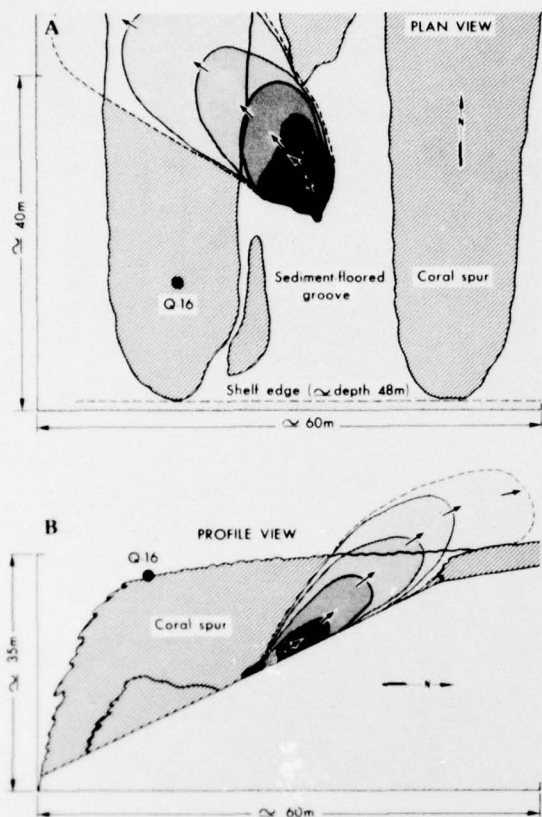 A
PLAN VIEW
N
≃ 40m
Sediment-floored
groove
Coral spur
Q.16
Shelf edge (≃depth 48m)
≃ 60m
B
PROFILE VIEW
Q.16
Coral spur
≃ 35m
N
≃ 60m